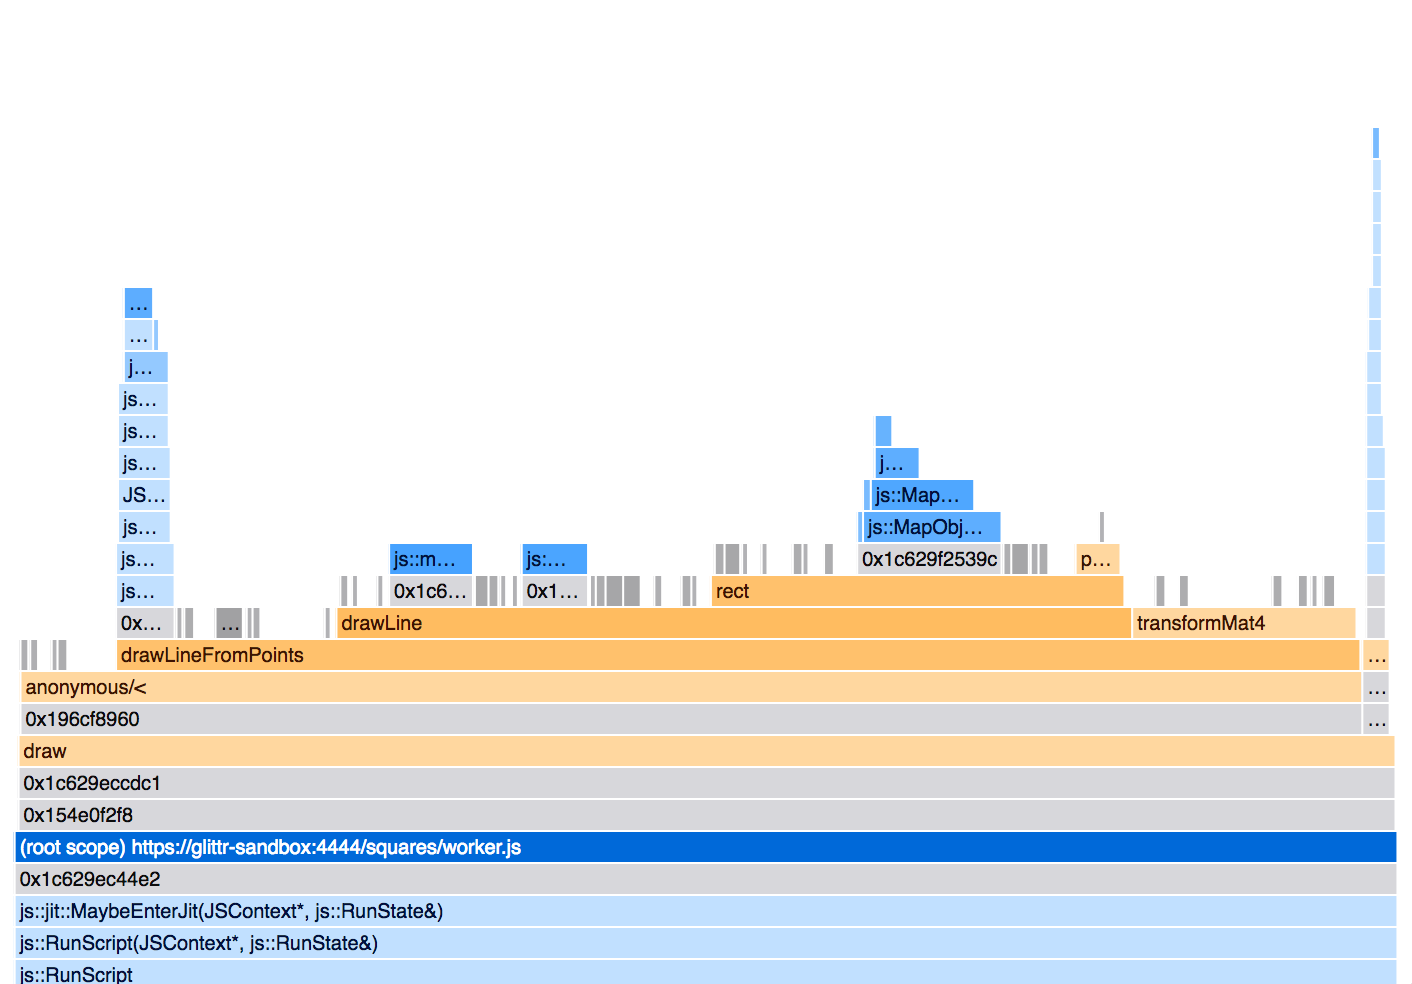 ...
...
j...
js...
js...
js... j...
JS... js::Map...
js... js::MapObj...
js... js::m... js:... 0x1c629f2539c p...
js... 0x1c6... 0x1... rect
0x... ... drawLine transformMat4
drawLineFromPoints ...
anonymous/< ...
0x196cf8960 ...
draw
0x1c629eccdc1
0x154e0f2f8
(root scope) https://glittr-sandbox:4444/squares/worker.js
0x1c629ec44e2
js::jit::MaybeEnterJit(JSContext*, js::RunState&)
js::RunScript(JSContext*, js::RunState&)
js::RunScript